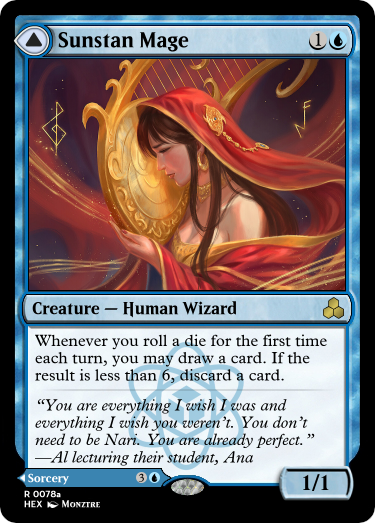 Sunstan Mage 1
Creature — Human Wizard
Whenever you roll a die for the first time
each turn, you may draw a card. If the
result is less than 6, discard a card.
“You are everything I wish I was and
everything I wish you weren't. You don't
need to be Nari. You are already perfect.”
—Al lecturing their student, Ana
Sorcery 3
1/1
R 0078a
HEX Monztre